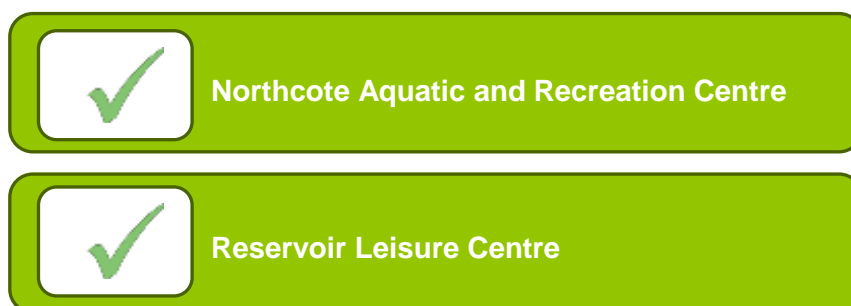 Northcote Aquatic and Recreation Centre
Reservoir Leisure Centre